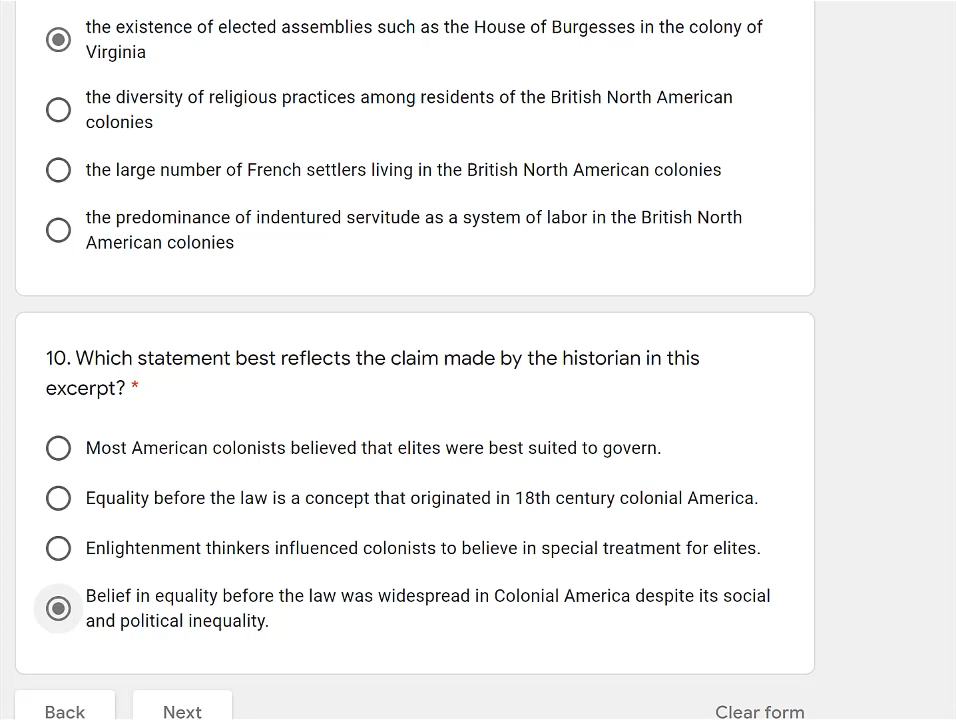 the existence of elected assemblies such as the House of Burgesses in the colony of
Virginia
the diversity of religious practices among residents of the British North American
colonies
the large number of French settlers living in the British North American colonies
the predominance of indentured servitude as a system of labor in the British North
American colonies
10. Which statement best reflects the claim made by the historian in this
excerpt? *
Most American colonists believed that elites were best suited to govern.
Equality before the law is a concept that originated in 18th century colonial America.
Enlightenment thinkers influenced colonists to believe in special treatment for elites.
Belief in equality before the law was widespread in Colonial America despite its social
and political inequality.
Back Next Clear form